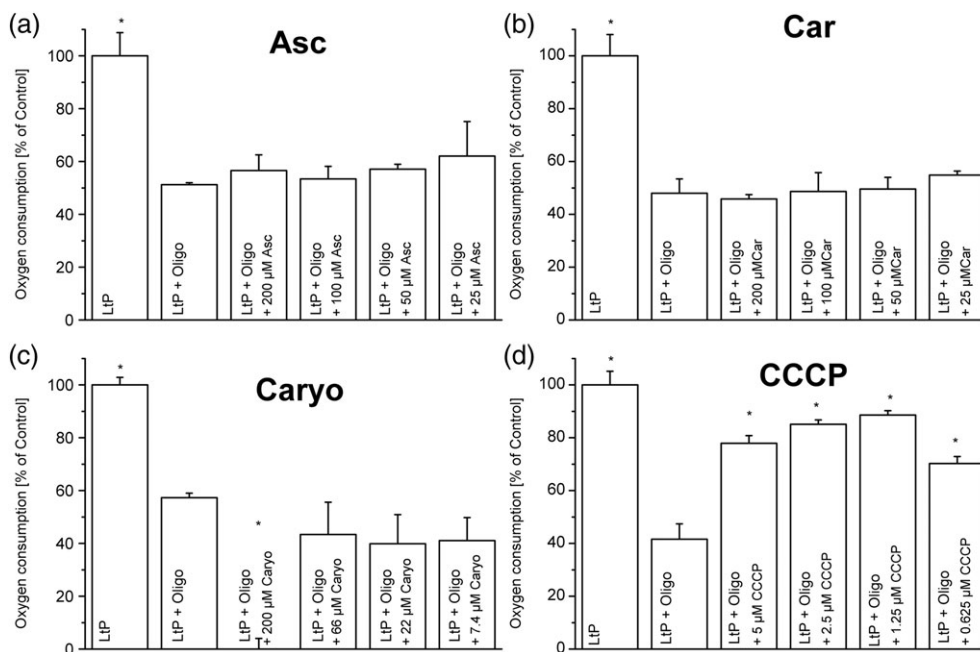 (a)
Asc
Oxygen consumption [% of Control]
100
80
60
40
20
0
*
LtP
LtP + Oligo
LtP + Oligo
+ 200 µM Asc
LtP + Oligo
+ 100 µM Asc
LtP + Oligo
+ 50 µM Asc
LtP + Oligo
+ 25 µM Asc
(b)
Car
Oxygen consumption [% of Control]
100
80
60
40
20
0
*
LtP
LtP + Oligo
LtP + Oligo
+ 200 µMCar
LtP + Oligo
+ 100 µMCar
LtP + Oligo
+ 50 µMCar
LtP + Oligo
+ 25 µMCar
(c)
Caryo
Oxygen consumption [% of Control]
100
80
60
40
20
0
*
LtP
LtP + Oligo
*
LtP + Oligo
+ 200 µM Caryo
LtP + Oligo
+ 66 µM Caryo
LtP + Oligo
+ 22 µM Caryo
LtP + Oligo
+ 7.4 µM Caryo
(d)
CCCP
Oxygen consumption [% of Control]
100
80
60
40
20
0
*
LtP
LtP + Oligo
*
LtP + Oligo
+ 5 µM CCCP
*
LtP + Oligo
+ 2.5 µM CCCP
*
LtP + Oligo
+ 1.25 µM CCCP
*
LtP + Oligo
+ 0.625 µM CCCP